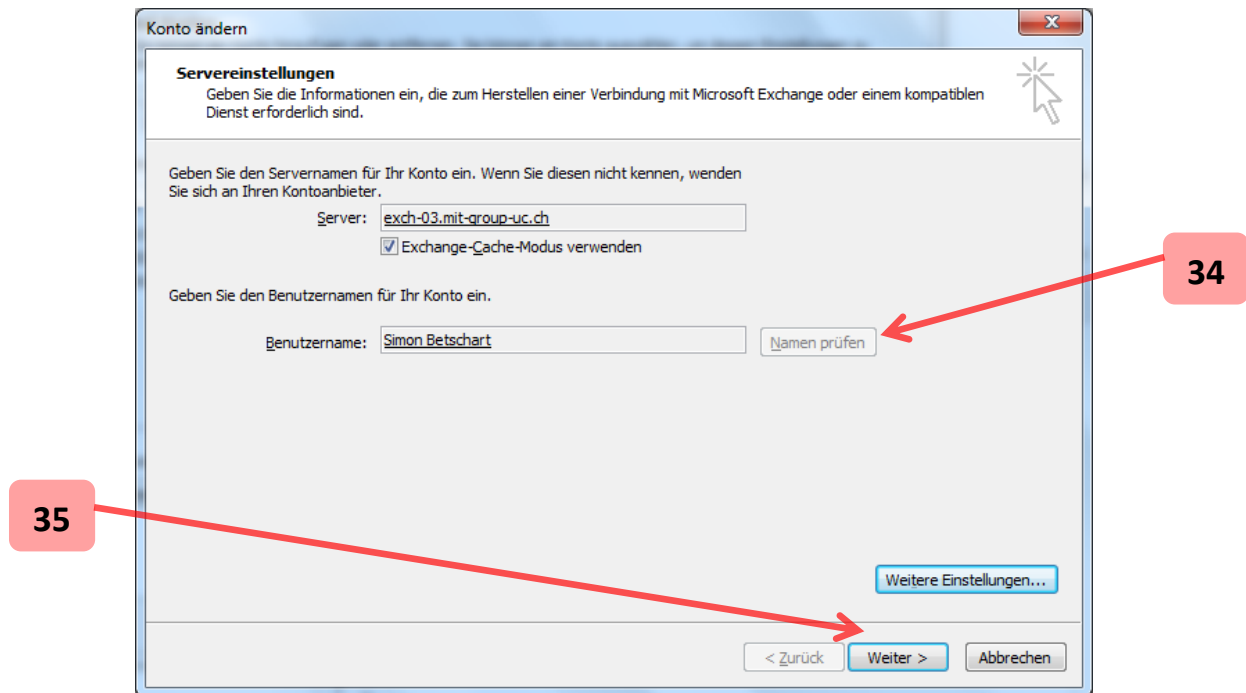 Konto ändern
Servereinstellungen
Geben Sie die Informationen ein, die zum Herstellen einer Verbindung mit Microsoft Exchange oder einem kompatiblen
Dienst erforderlich sind.
Geben Sie den Servernamen für Ihr Konto ein. Wenn Sie diesen nicht kennen, wenden
Sie sich an Ihren Kontoanbieter.
Server: exch-03.mit-group-uc.ch
Exchange-Cache-Modus verwenden
34
Geben Sie den Benutzernamen für Ihr Konto ein.
Benutzername: Simon Betschart Namen prüfen
35
Weitere Einstellungen...
< Zurück Weiter > Abbrechen